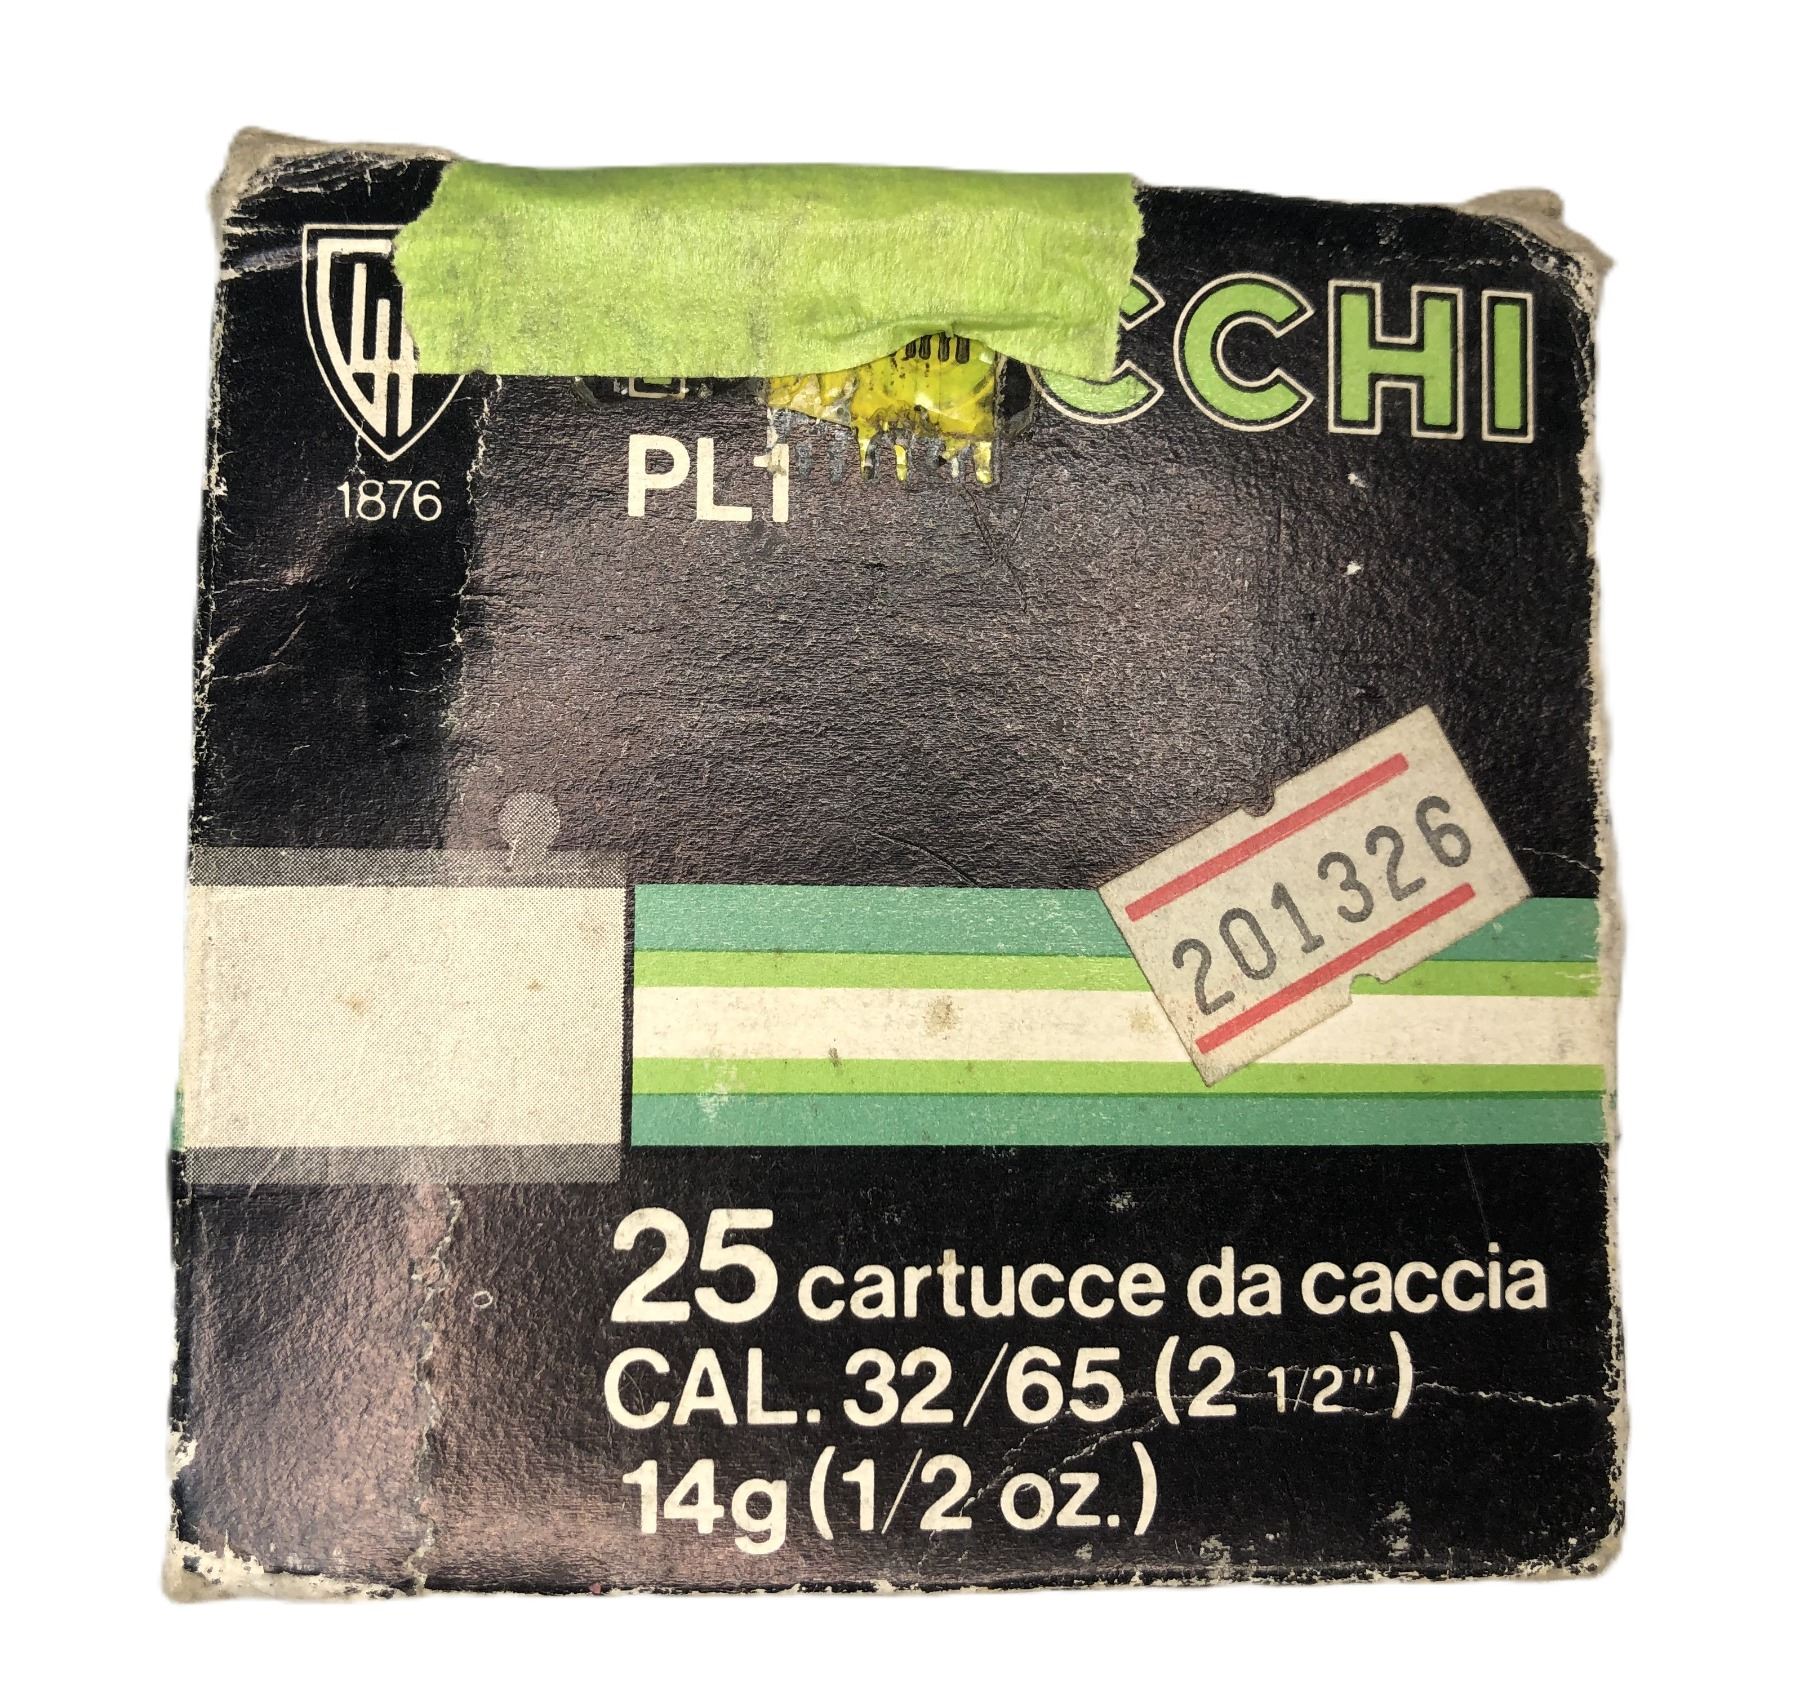 CCHI
PL1
1876
201326
25 cartucce da caccia
CAL. 32/65 (2 1/2")
14g (1/2 oz.)